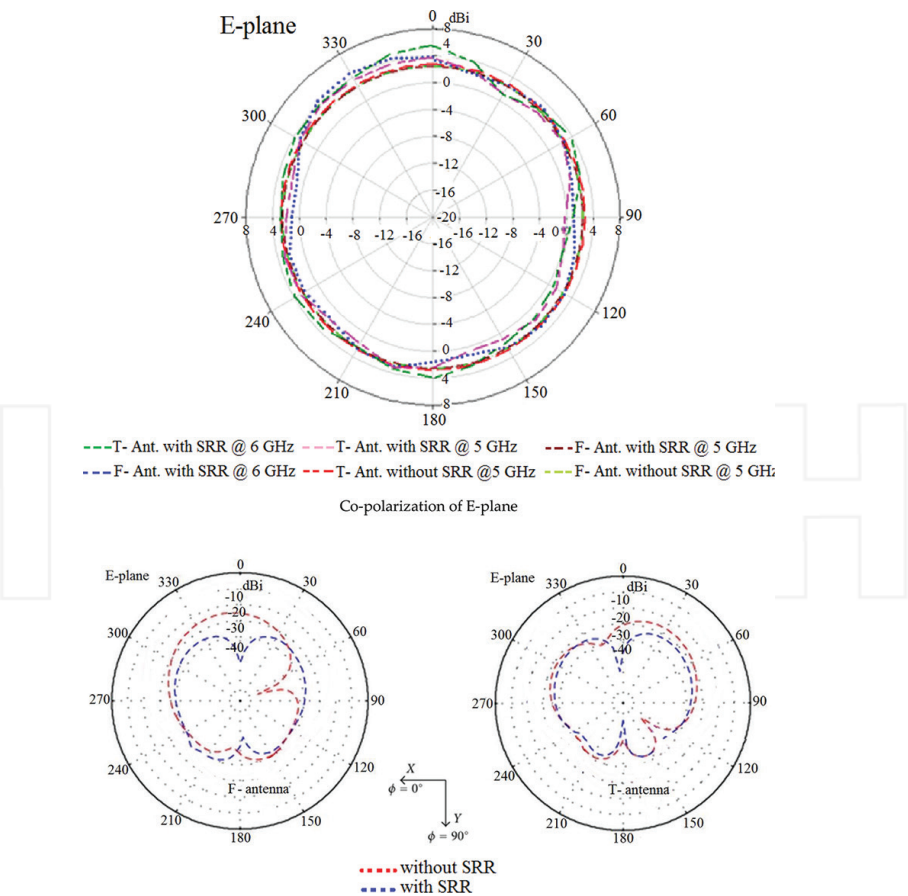 E-plane
0 dBi
330 30
300 60
270 90
240 120
210 150
180
8
4
0
-4
-8
-12
-16
-20
-16
-12
-8
-4
0
4
8
8 4 0 -4 -8 -12 -16 -16 -12 -8 -4 0 4 8
T- Ant. with SRR @ 6 GHz T- Ant. with SRR @ 5 GHz F- Ant. with SRR @ 5 GHz
F- Ant. with SRR @ 6 GHz T- Ant. without SRR @5 GHz F- Ant. without SRR @ 5 GHz
Co-polarization of E-plane
E-plane
0
dBi
330 30
300 60
270 90
240 120
210 150
180
-10
-20
-30
-40
F- antenna
X
ϕ = 0°
Y
ϕ = 90°
E-plane
0
dBi
330 30
300 60
270 90
240 120
210 150
180
-10
-20
-30
-40
T- antenna
without SRR
with SRR